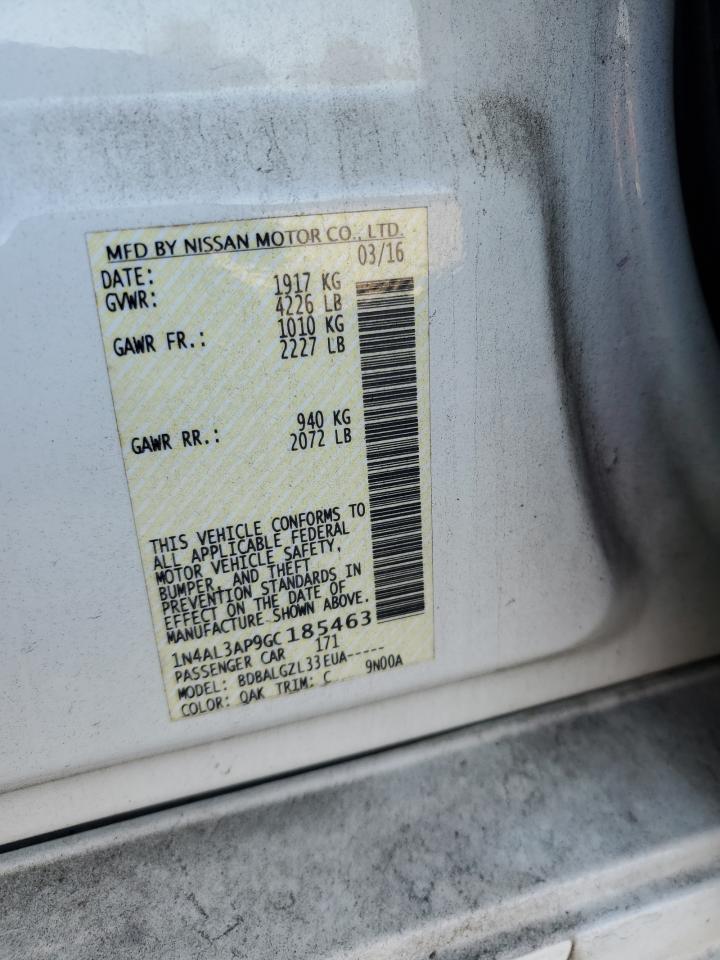 MFD BY NISSAN MOTOR CO., LTD.
DATE: 03/16
GVWR: 1917 KG
4226 LB
GAWR FR.: 1010 KG
2227 LB
GAWR RR.: 940 KG
2072 LB
THIS VEHICLE CONFORMS TO
ALL APPLICABLE FEDERAL
MOTOR VEHICLE SAFETY,
BUMPER, AND THEFT
PREVENTION STANDARDS IN
EFFECT ON THE DATE OF
MANUFACTURE SHOWN ABOVE.
1N4AL3AP9GC185463
PASSENGER CAR 171
MODEL: BDBALGZL33EUA-----
COLOR: QAK TRIM: C 9N00A